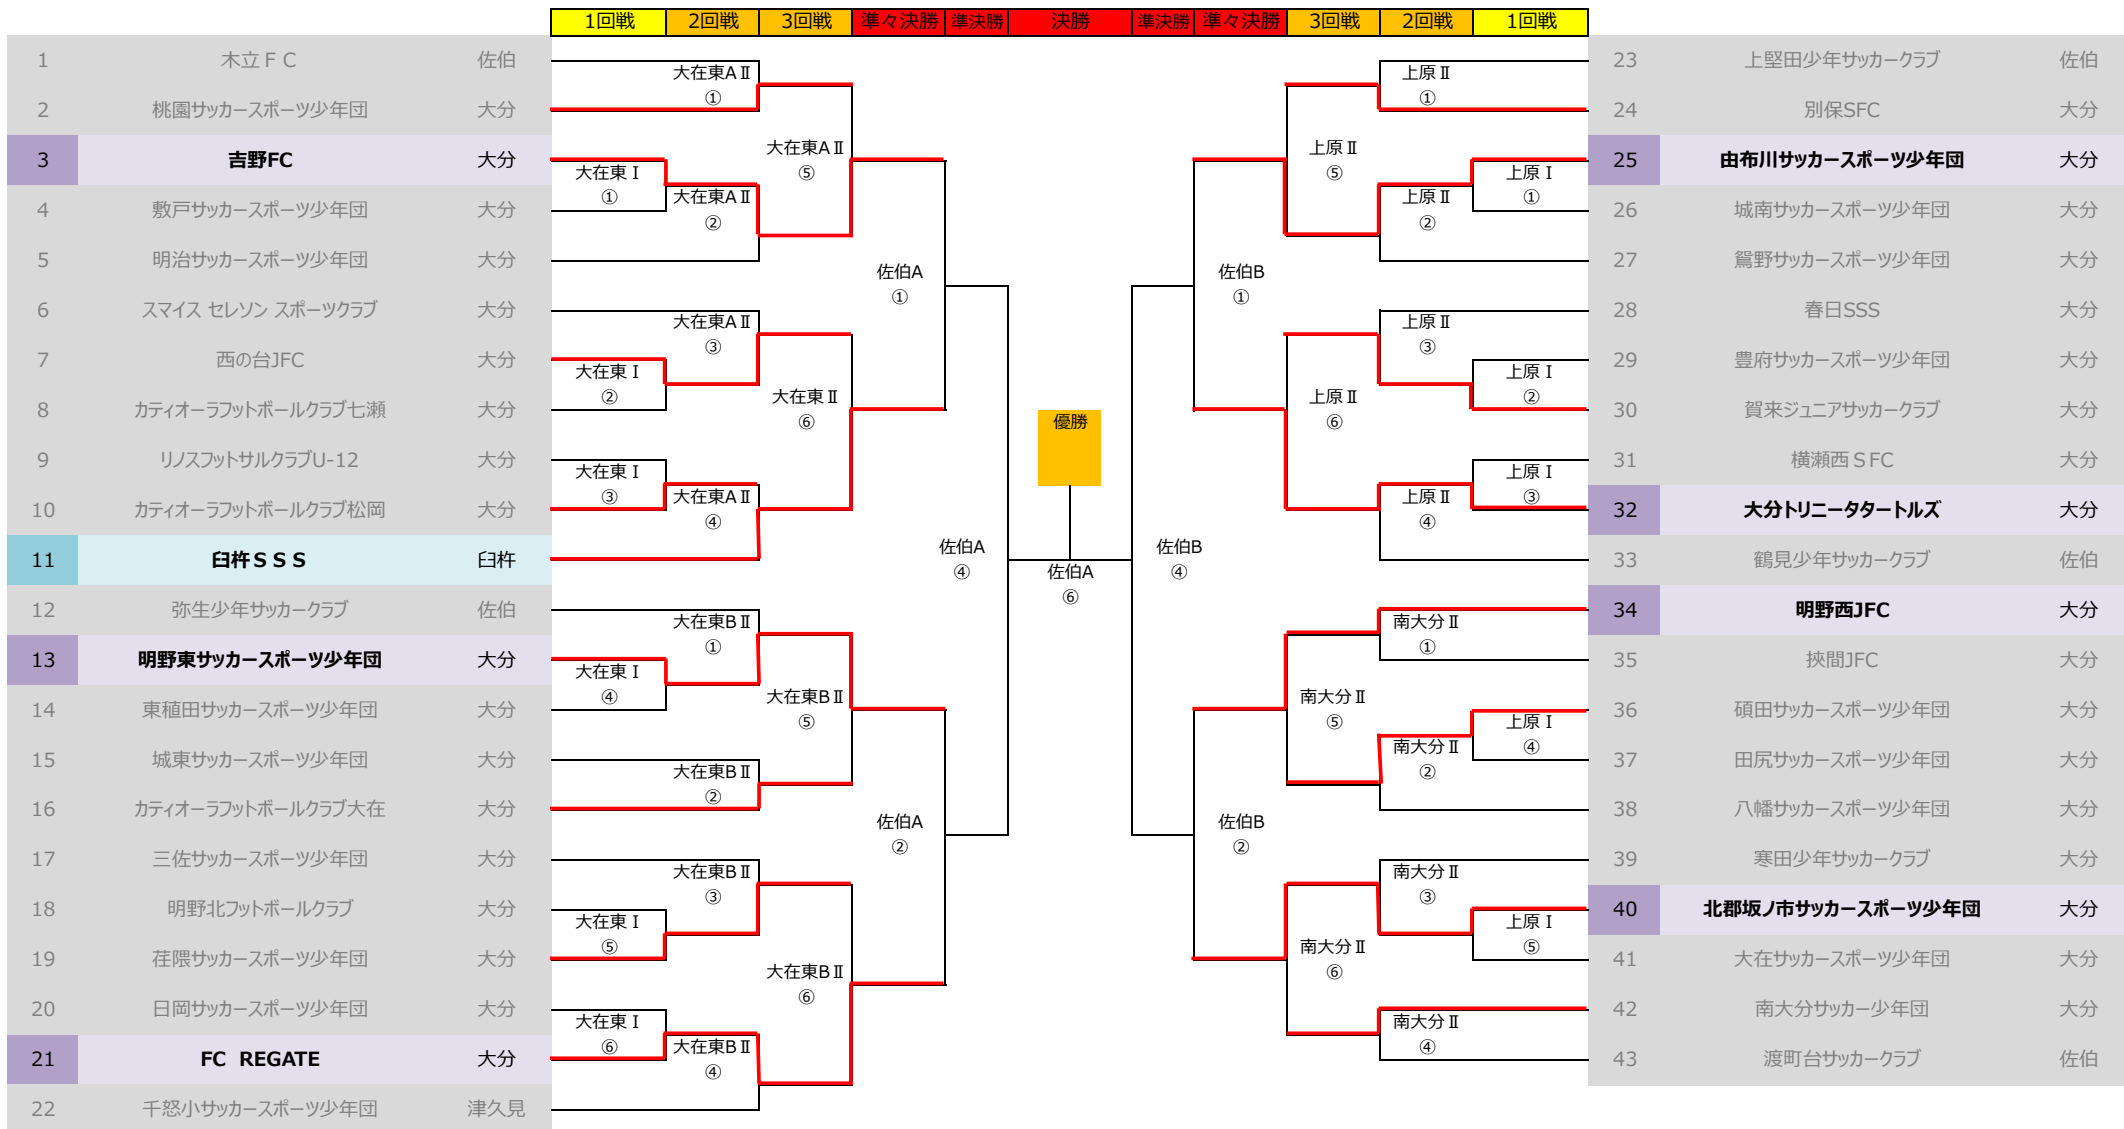 1回戦 2回戦 3回戦 準々決勝 準決勝 決勝 準決勝 準々決勝 3回戦 2回戦 1回戦
1 木立ＦＣ 佐伯
2 桃園サッカースポーツ少年団 大分
3 吉野FC 大分
4 敷戸サッカースポーツ少年団 大分
5 明治サッカースポーツ少年団 大分
6 スマイス セレソン スポーツクラブ 大分
7 西の台JFC 大分
8 カティオーラフットボールクラブ七瀬 大分
9 リノスフットサルクラブU-12 大分
10 カティオーラフットボールクラブ松岡 大分
11 臼杵ＳＳＳ 臼杵
12 弥生少年サッカークラブ 佐伯
13 明野東サッカースポーツ少年団 大分
14 東稙田サッカースポーツ少年団 大分
15 城東サッカースポーツ少年団 大分
16 カティオーラフットボールクラブ大在 大分
17 三佐サッカースポーツ少年団 大分
18 明野北フットボールクラブ 大分
19 荏隈サッカースポーツ少年団 大分
20 日岡サッカースポーツ少年団 大分
21 FC REGATE 大分
22 千怒小サッカースポーツ少年団 津久見
大在東Ⅰ
①
大在東Ⅰ
②
大在東Ⅰ
③
大在東Ⅰ
④
大在東Ⅰ
⑤
大在東Ⅰ
⑥
大在東AⅡ
①
大在東AⅡ
②
大在東AⅡ
③
大在東AⅡ
④
大在東BⅡ
①
大在東BⅡ
②
大在東BⅡ
③
大在東BⅡ
④
大在東AⅡ
⑤
大在東Ⅱ
⑥
大在東BⅡ
⑤
大在東BⅡ
⑥
佐伯A
①
佐伯A
②
佐伯A
④
優勝
佐伯A
⑥
佐伯B
④
佐伯B
①
佐伯B
②
上原Ⅱ
⑤
上原Ⅱ
⑥
南大分Ⅱ
⑤
南大分Ⅱ
⑥
上原Ⅱ
①
上原Ⅱ
②
上原Ⅱ
③
上原Ⅱ
④
南大分Ⅱ
①
南大分Ⅱ
②
南大分Ⅱ
③
南大分Ⅱ
④
上原Ⅰ
①
上原Ⅰ
②
上原Ⅰ
③
上原Ⅰ
④
上原Ⅰ
⑤
23 上堅田少年サッカークラブ 佐伯
24 別保SFC 大分
25 由布川サッカースポーツ少年団 大分
26 城南サッカースポーツ少年団 大分
27 鴛野サッカースポーツ少年団 大分
28 春日SSS 大分
29 豊府サッカースポーツ少年団 大分
30 賀来ジュニアサッカークラブ 大分
31 横瀬西ＳＦＣ 大分
32 大分トリニータタートルズ 大分
33 鶴見少年サッカークラブ 佐伯
34 明野西JFC 大分
35 挾間JFC 大分
36 碩田サッカースポーツ少年団 大分
37 田尻サッカースポーツ少年団 大分
38 八幡サッカースポーツ少年団 大分
39 寒田少年サッカークラブ 大分
40 北郡坂ノ市サッカースポーツ少年団 大分
41 大在サッカースポーツ少年団 大分
42 南大分サッカー少年団 大分
43 渡町台サッカークラブ 佐伯